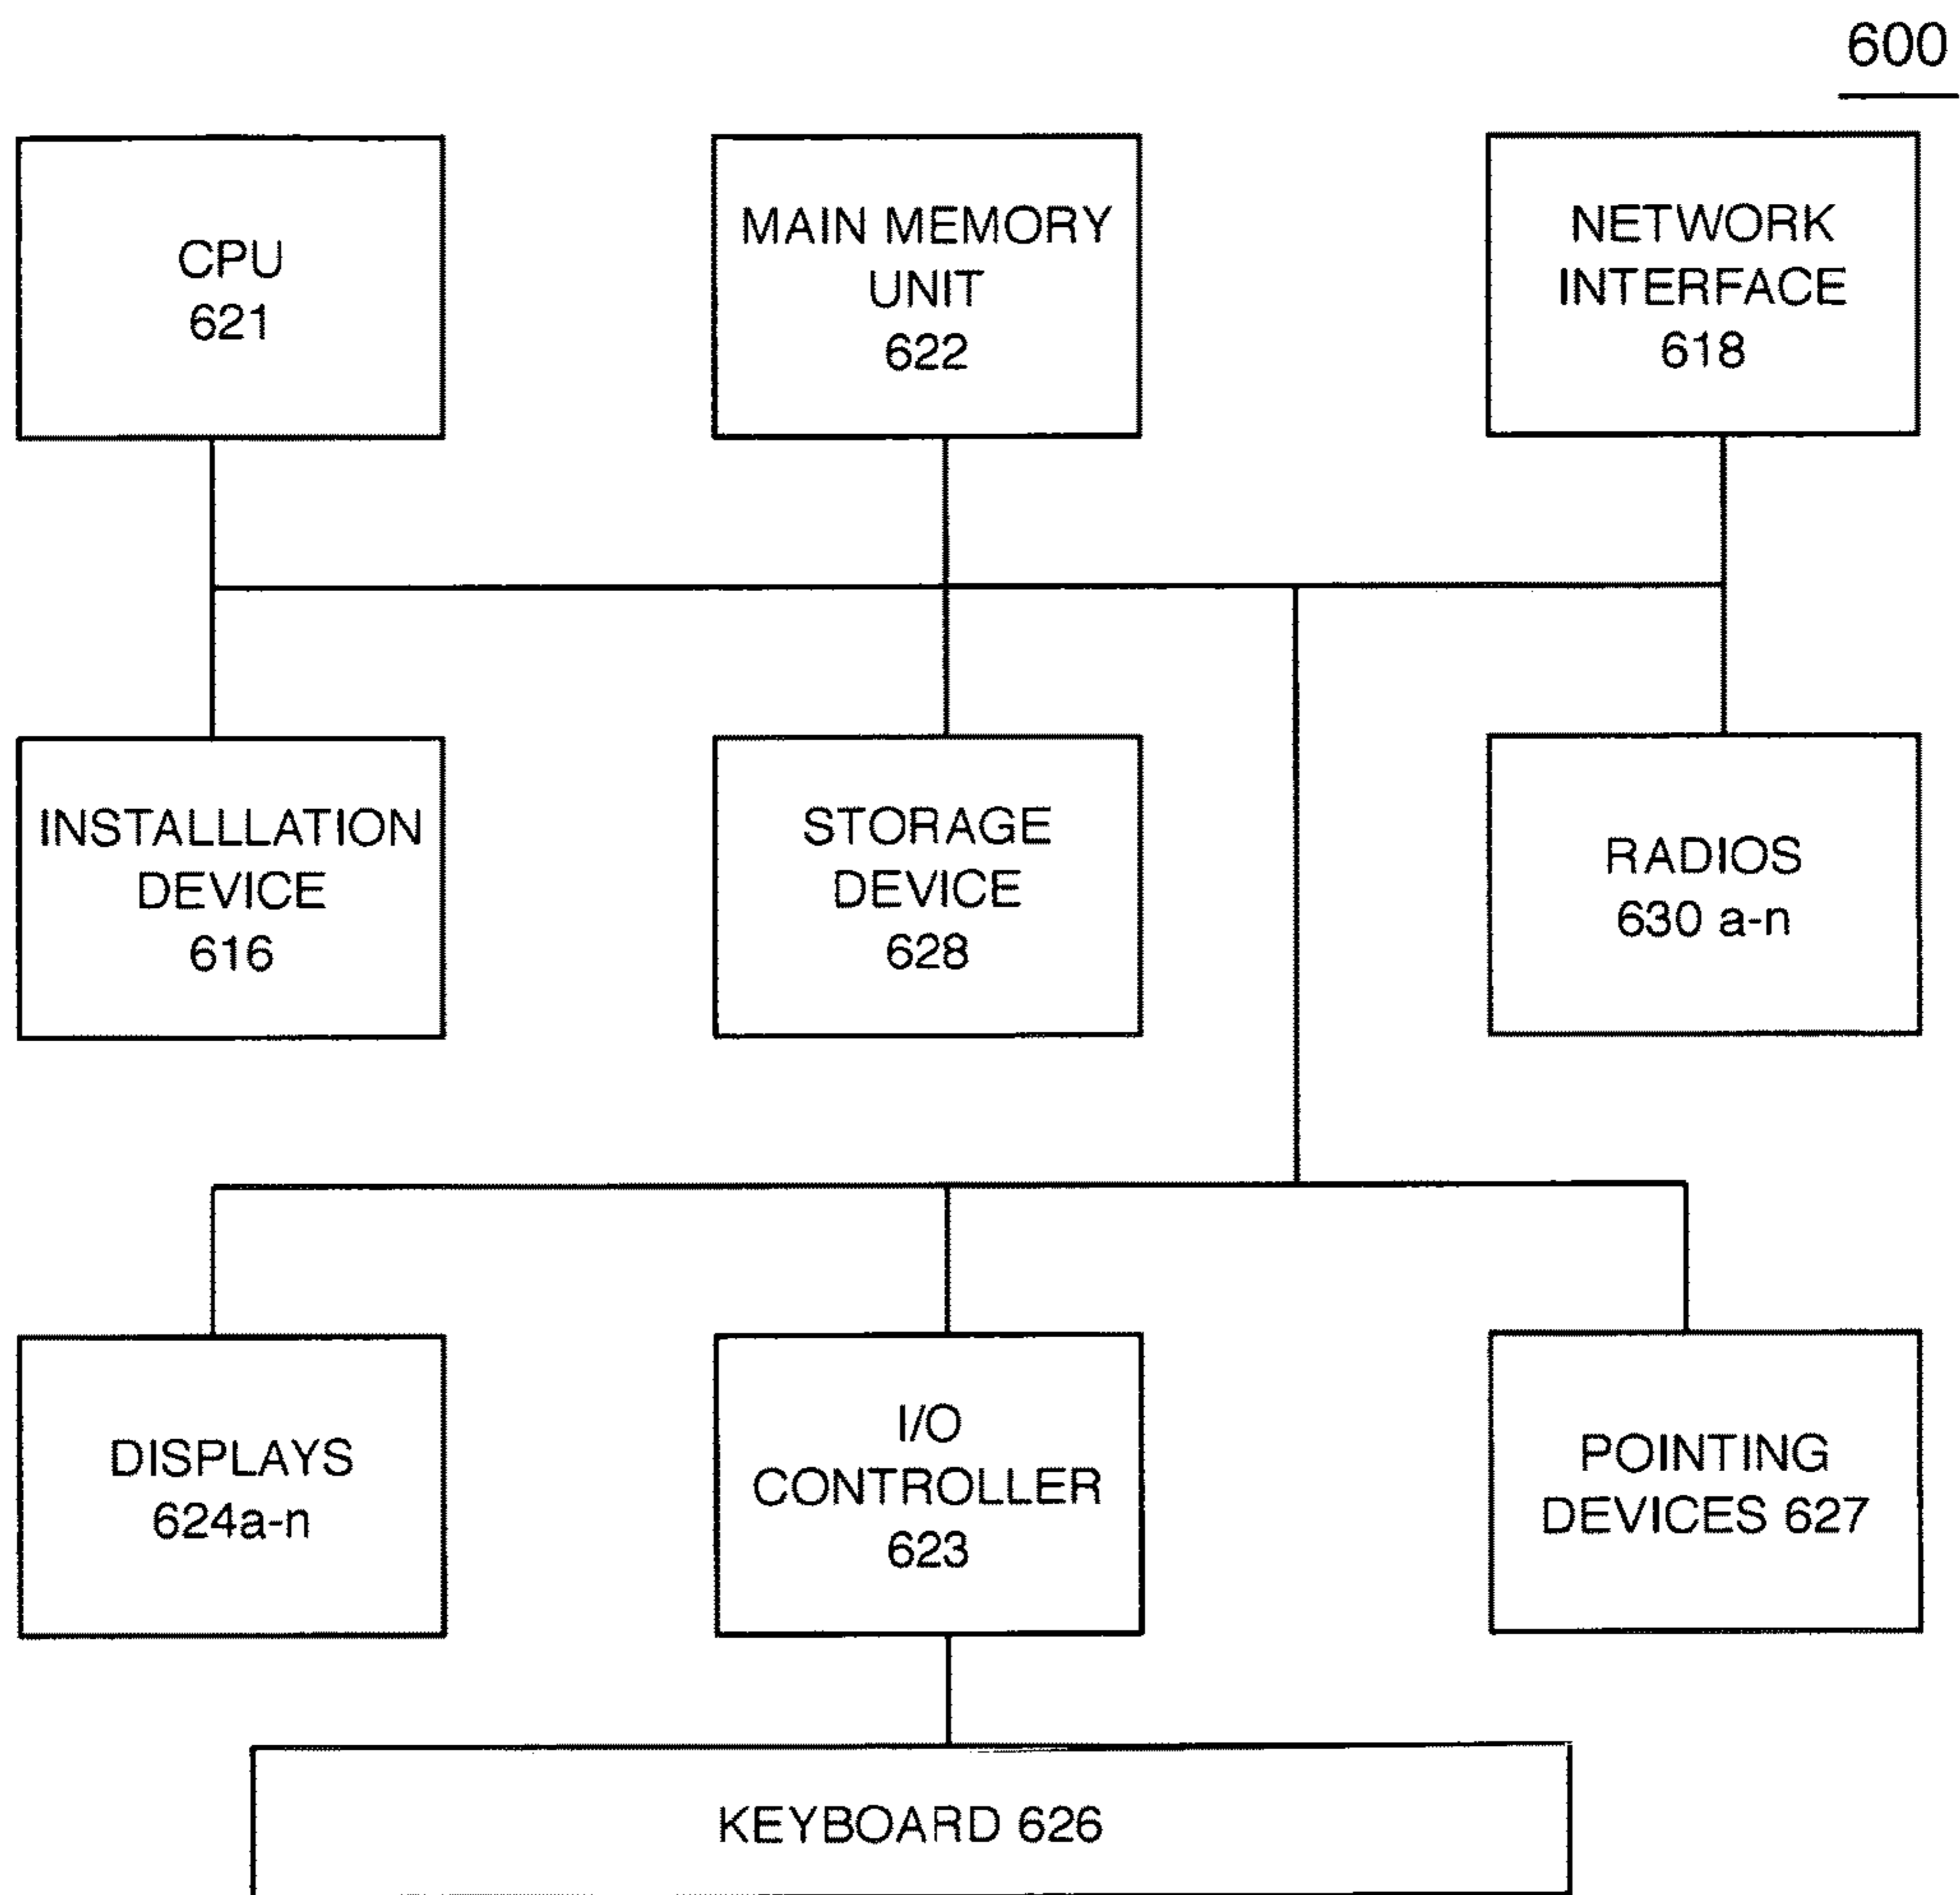 600
CPU
621
MAIN MEMORY
UNIT
622
NETWORK
INTERFACE
618
INSTALLLATION
DEVICE
616
STORAGE
DEVICE
628
RADIOS
630 a-n
DISPLAYS
624a-n
I/O
CONTROLLER
623
POINTING
DEVICES 627
KEYBOARD 626